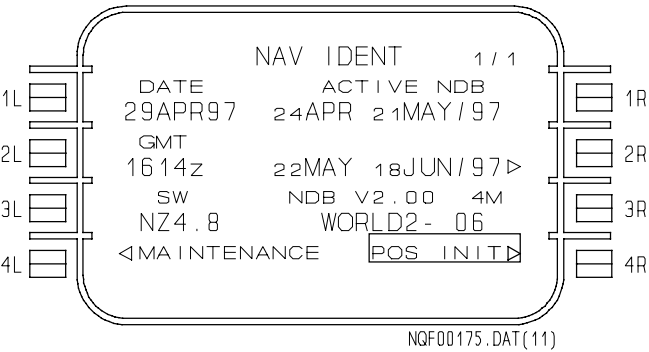 NAV IDENT 1/1
DATE ACTIVE NDB
1L 29APR97 24APR 21MAY/97 1R
GMT
2L 1614z 22MAY 18JUN/97▷ 2R
SW NDB V2.00 4M
3L NZ4.8 WORLD2- 06 3R
4L ◁MAINTENANCE POS INIT▷ 4R
NQF00175.DAT(11)